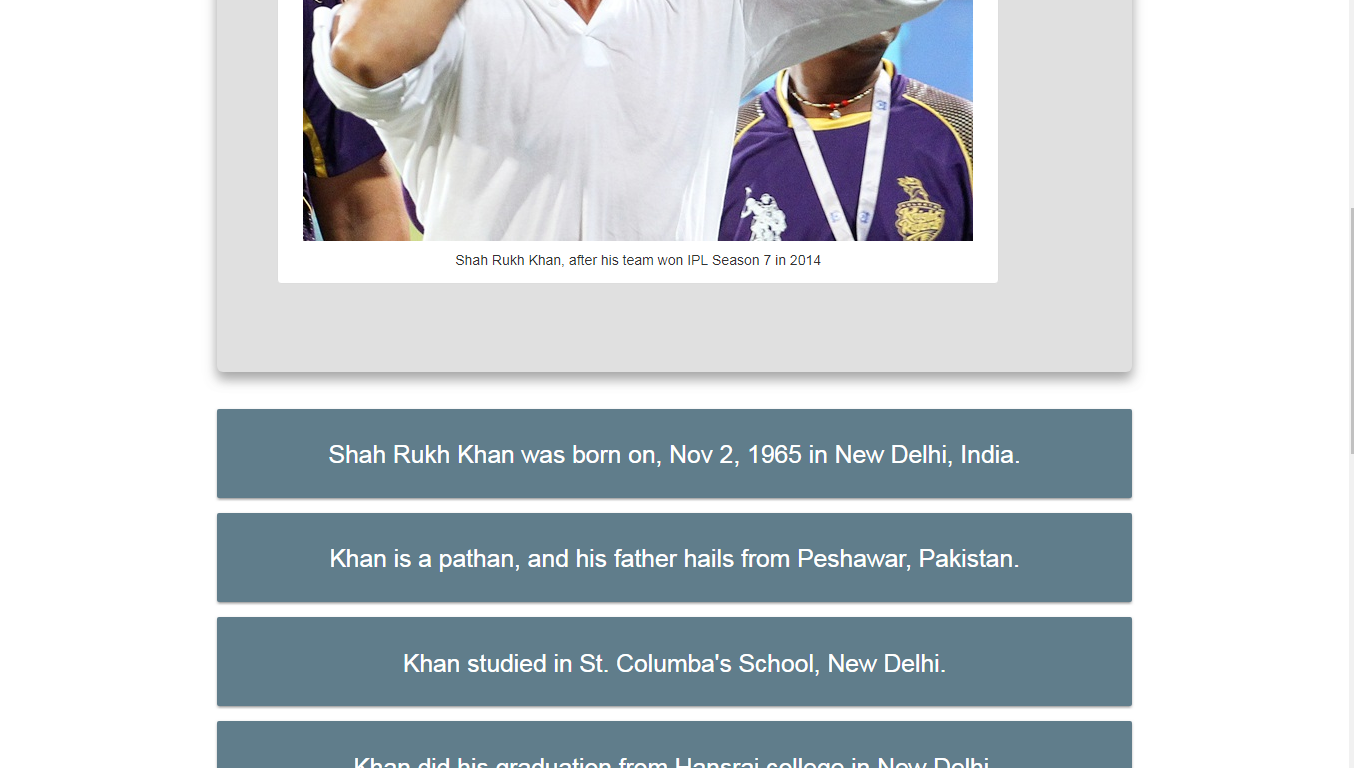 Shah Rukh Khan, after his team won IPL Season 7 in 2014
Shah Rukh Khan was born on, Nov 2, 1965 in New Delhi, India.
Khan is a pathan, and his father hails from Peshawar, Pakistan.
Khan studied in St. Columba's School, New Delhi.
Khan did his graduation from Hansraj college in New Delhi